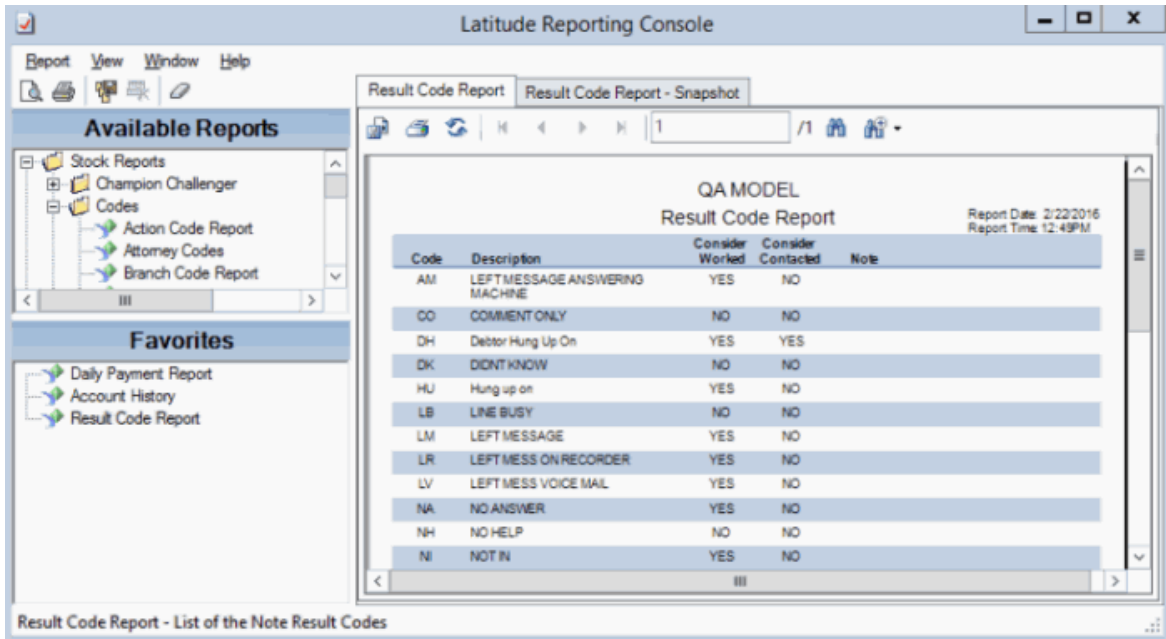 Latitude Reporting Console
Report View Window Help
Available Reports
Stock Reports
Champion Challenger
Codes
Action Code Report
Attorney Codes
Branch Code Report
Favorites
Daily Payment Report
Account History
Result Code Report
Result Code Report Result Code Report - Snapshot
1 /1
QA MODEL
Result Code Report
Report Date: 2/22/2016
Report Time: 12:49PM
Code Description Consider Worked Consider Contacted Note
AM LEFT MESSAGE ANSWERING MACHINE YES NO
CO COMMENT ONLY NO NO
DH Debtor Hung Up On YES YES
DK DIDNT KNOW NO NO
HU Hung up on YES NO
LB LINE BUSY NO NO
LM LEFT MESSAGE YES NO
LR LEFT MESS ON RECORDER YES NO
LV LEFT MESS VOICE MAIL YES NO
NA NO ANSWER YES NO
NH NO HELP NO NO
NI NOT IN YES NO
Result Code Report - List of the Note Result Codes